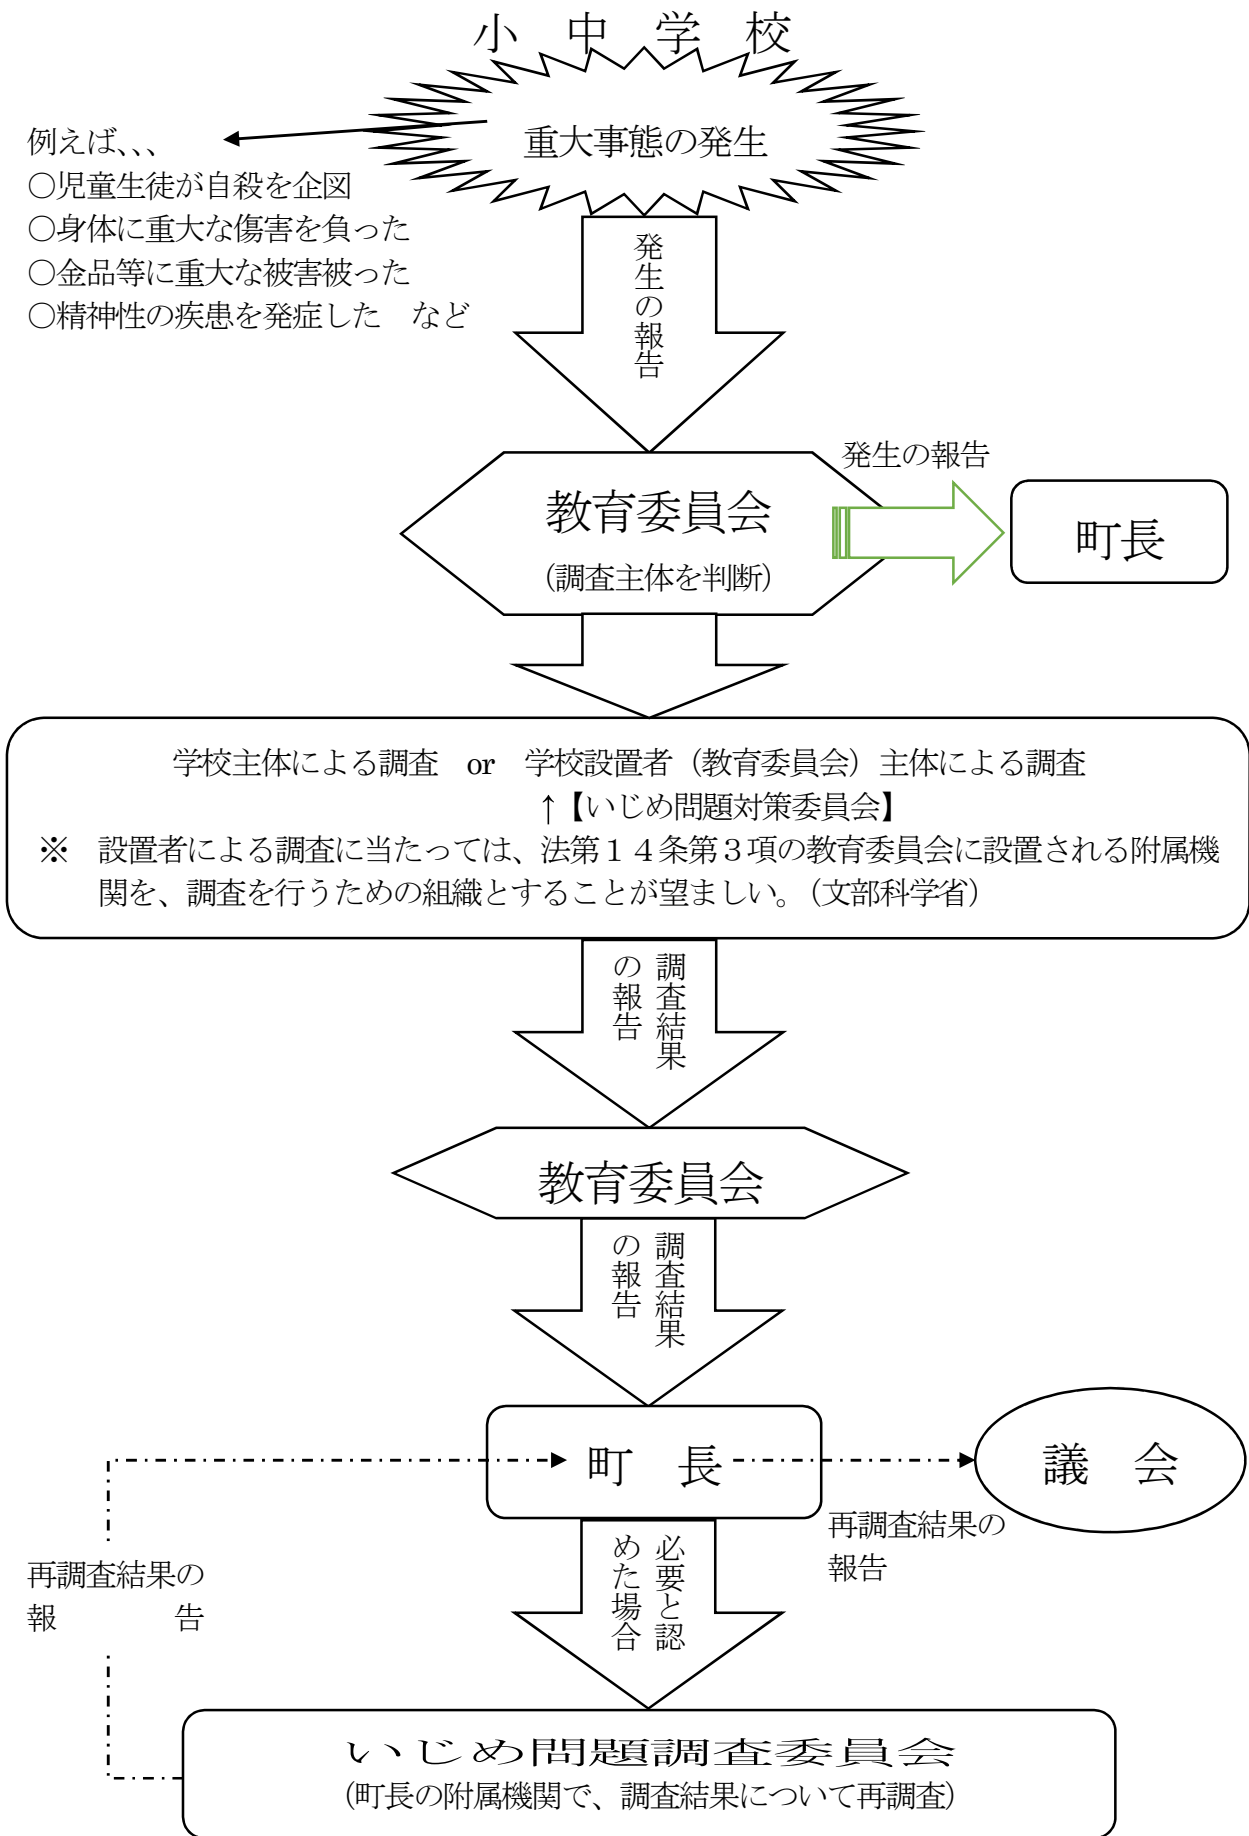 小　中　学　校
重大事態の発生
例えば、、、
○児童生徒が自殺を企図
○身体に重大な傷害を負った
○金品等に重大な被害被った
○精神性の疾患を発症した　など
発生の報告
発生の報告
教育委員会
（調査主体を判断）
町長
学校主体による調査　or　学校設置者（教育委員会）主体による調査
↑【いじめ問題対策委員会】
※　設置者による調査に当たっては、法第１４条第３項の教育委員会に設置される附属機
関を、調査を行うための組織とすることが望ましい。（文部科学省）
調査結果
の報告
教育委員会
調査結果
の報告
町　長
議　会
再調査結果の
報告
必要と認
めた場合
再調査結果の
報　　　　告
いじめ問題調査委員会
（町長の附属機関で、調査結果について再調査）